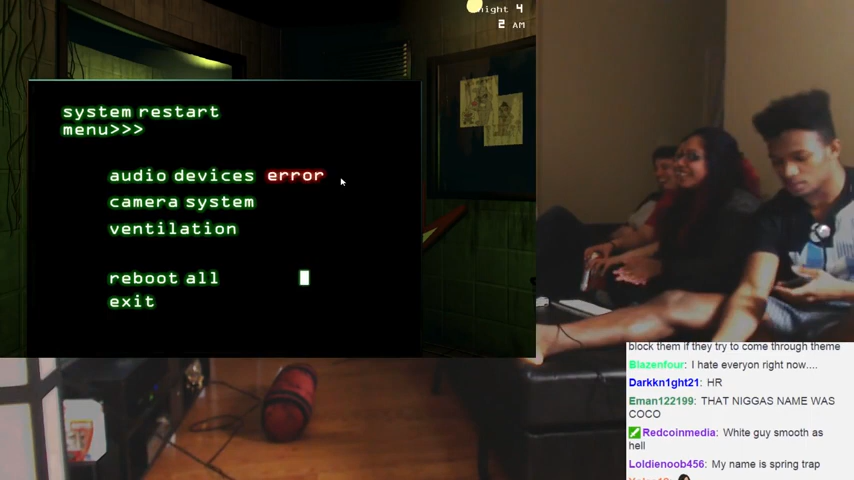 night 4
2 AM
system restart
menu>>>
audio devices error
camera system
ventilation
reboot all
exit
block them if they try to come through theme
Blazenfour: I hate everyon right now....
Darkkn1ght21: HR
Eman122199: THAT NIGGAS NAME WAS
COCO
Redcoinmedia: White guy smooth as
hell
Loldienoob456: My name is spring trap